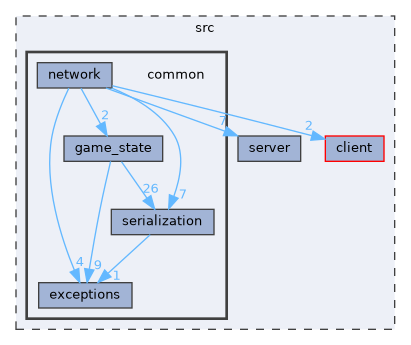 src
network
common
2
7
2
game_state
server
client
26
7
serialization
4
9
1
exceptions